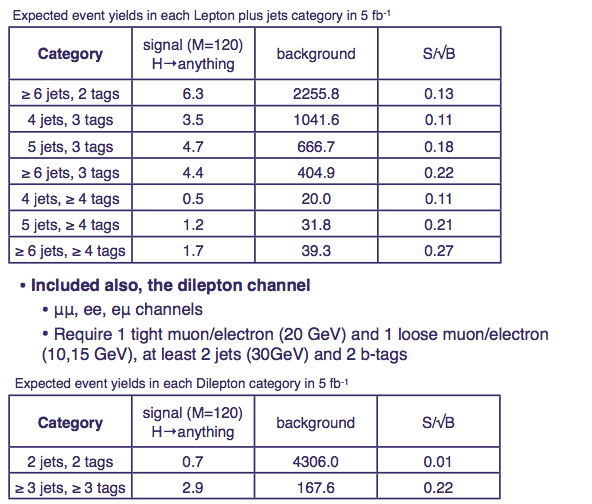 Expected event yields in each Lepton plus jets category in 5 fb-1
Category signal (M=120) H→anything background S/√B
≥ 6 jets, 2 tags 6.3 2255.8 0.13
4 jets, 3 tags 3.5 1041.6 0.11
5 jets, 3 tags 4.7 666.7 0.18
≥ 6 jets, 3 tags 4.4 404.9 0.22
4 jets, ≥ 4 tags 0.5 20.0 0.11
5 jets, ≥ 4 tags 1.2 31.8 0.21
≥ 6 jets, ≥ 4 tags 1.7 39.3 0.27
• Included also, the dilepton channel
• μμ, ee, eμ channels
• Require 1 tight muon/electron (20 GeV) and 1 loose muon/electron
(10,15 GeV), at least 2 jets (30GeV) and 2 b-tags
Expected event yields in each Dilepton category in 5 fb-1
Category signal (M=120) H→anything background S/√B
2 jets, 2 tags 0.7 4306.0 0.01
≥ 3 jets, ≥ 3 tags 2.9 167.6 0.22